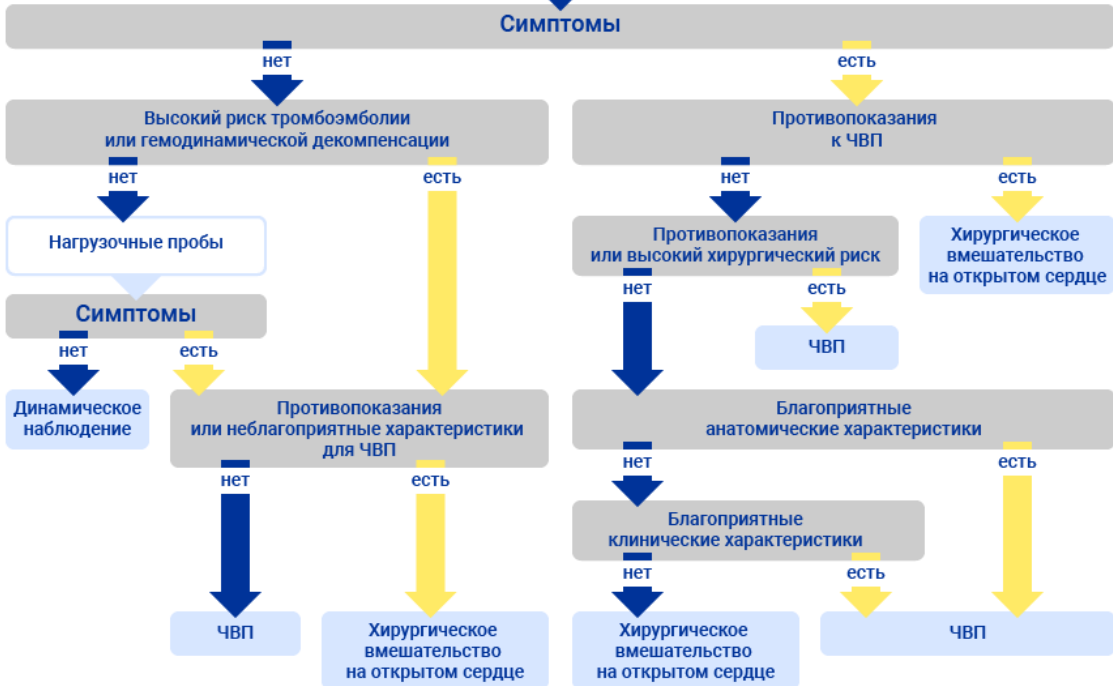 Симптомы
нет
есть
Высокий риск тромбоэмболии
или гемодинамической декомпенсации
Противопоказания
к ЧВП
нет
есть
нет
есть
Нагрузочные пробы
Противопоказания
или высокий хирургический риск
Хирургическое
вмешательство
на открытом сердце
Симптомы
нет
есть
нет
есть
ЧВП
Динамическое
наблюдение
Противопоказания
или неблагоприятные характеристики
для ЧВП
Благоприятные
анатомические характеристики
нет
есть
нет
есть
Благоприятные
клинические характеристики
нет
есть
ЧВП
Хирургическое
вмешательство
на открытом сердце
Хирургическое
вмешательство
на открытом сердце
ЧВП